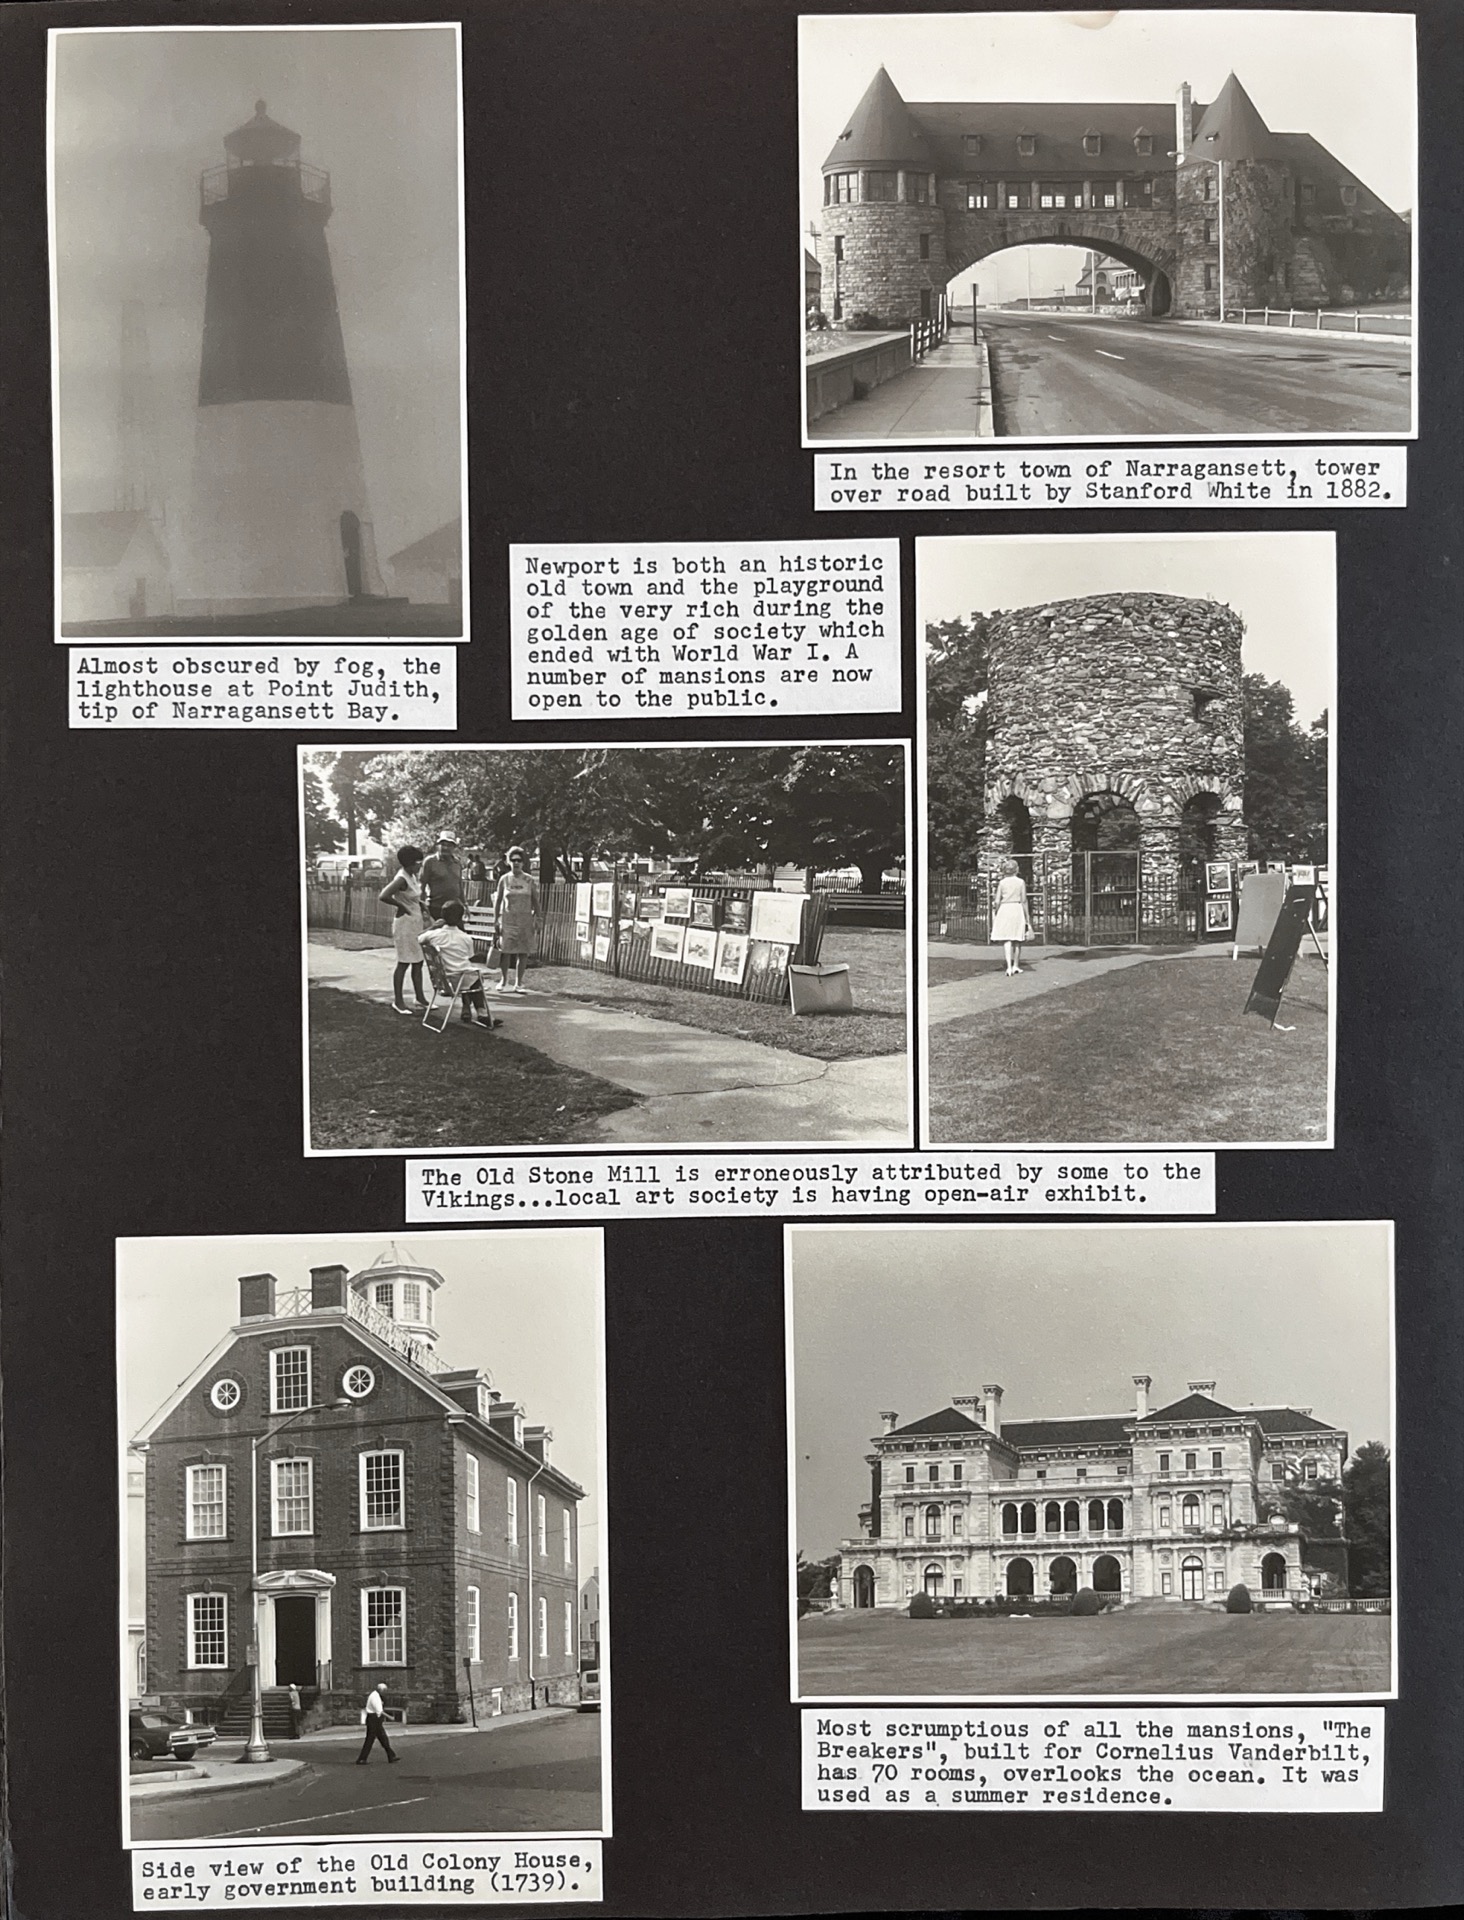 In the resort town of Narragansett, tower
over road built by Stanford White in 1882.
Almost obscured by fog, the
lighthouse at Point Judith,
tip of Narragansett Bay.
Newport is both an historic
old town and the playground
of the very rich during the
golden age of society which
ended with World War I. A
number of mansions are now
open to the public.
The Old Stone Mill is erroneously attributed by some to the
Vikings...local art society is having open-air exhibit.
Side view of the Old Colony House,
early government building (1739).
Most scrumptious of all the mansions, "The
Breakers", built for Cornelius Vanderbilt,
has 70 rooms, overlooks the ocean. It was
used as a summer residence.